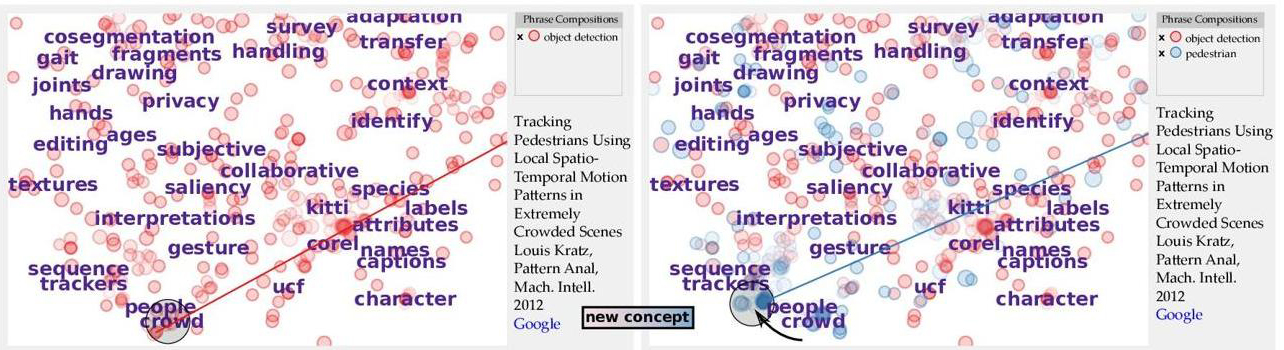 adaptation
survey
cosegmentation
transfer
gait
fragments
handling
drawing
joints
context
privacy
hands
identify
ages
editing
subjective
collaborative
textures
saliency
species
kitti
labels
interpretations
attributes
corel
gesture
names
captions
sequence
trackers
ucf
character
people
crowd
Phrase Compositions
x object detection
Tracking
Pedestrians Using
Local Spatio-
Temporal Motion
Patterns in
Extremely
Crowded Scenes
Louis Kratz,
Pattern Anal,
Mach. Intell.
2012
Google
new concept
adaptation
survey
cosegmentation
transfer
gait
fragments
handling
drawing
joints
context
privacy
hands
identify
ages
editing
subjective
collaborative
textures
saliency
species
kitti
labels
interpretations
attributes
corel
gesture
names
captions
sequence
trackers
ucf
character
people
crowd
Phrase Compositions
x object detection
x pedestrian
Tracking
Pedestrians Using
Local Spatio-
Temporal Motion
Patterns in
Extremely
Crowded Scenes
Louis Kratz,
Pattern Anal,
Mach. Intell.
2012
Google